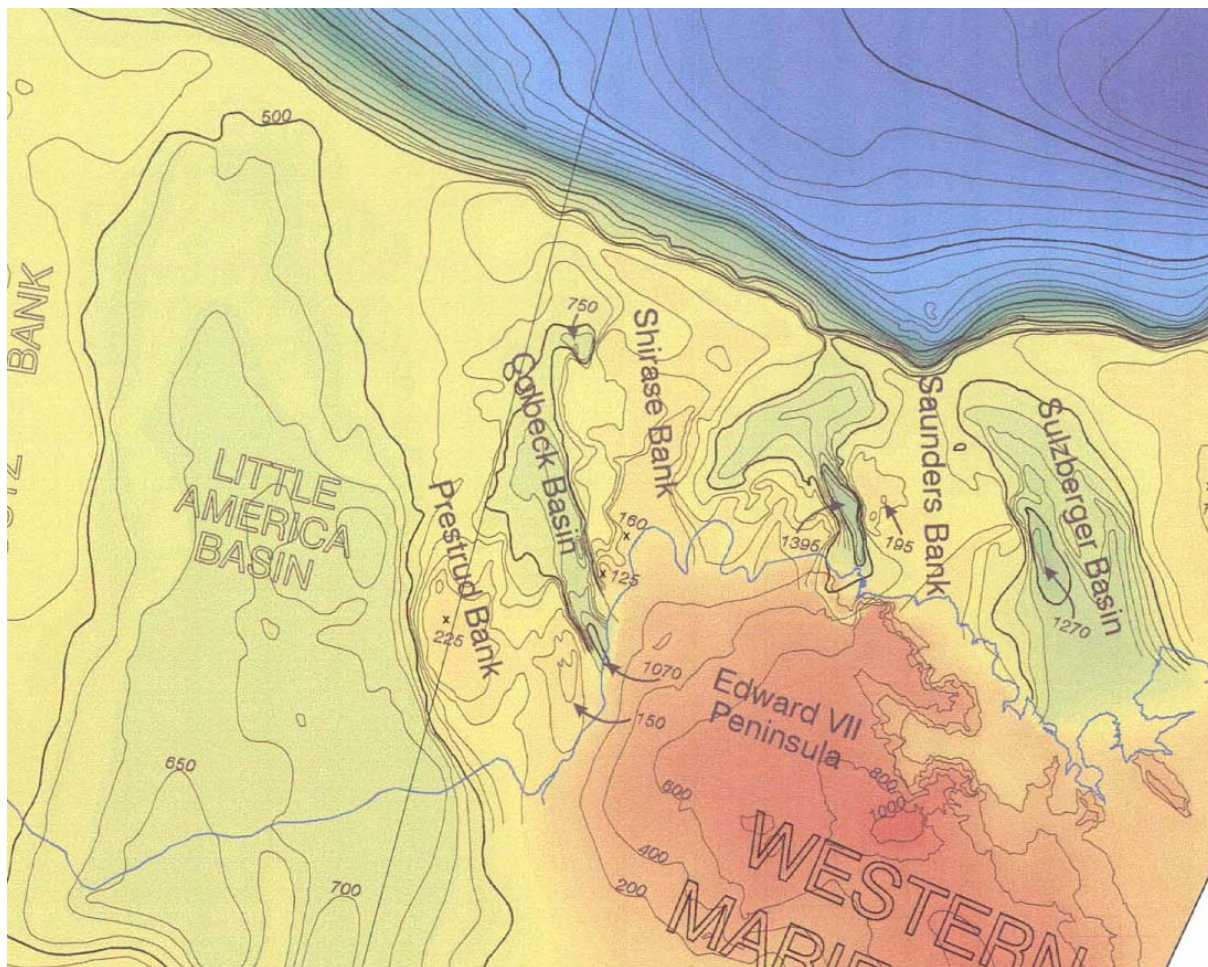 500
BANK
750
Shirase Bank
Colbeck Basin
Saunders Bank
Sulzberger Basin
LITTLE
AMERICA
BASIN
Prestrud Bank
160
1395
195
125
225
1270
1070
150
Edward VII
Peninsula
650
800
600
1000
WESTERN
400
200
700
MARIE